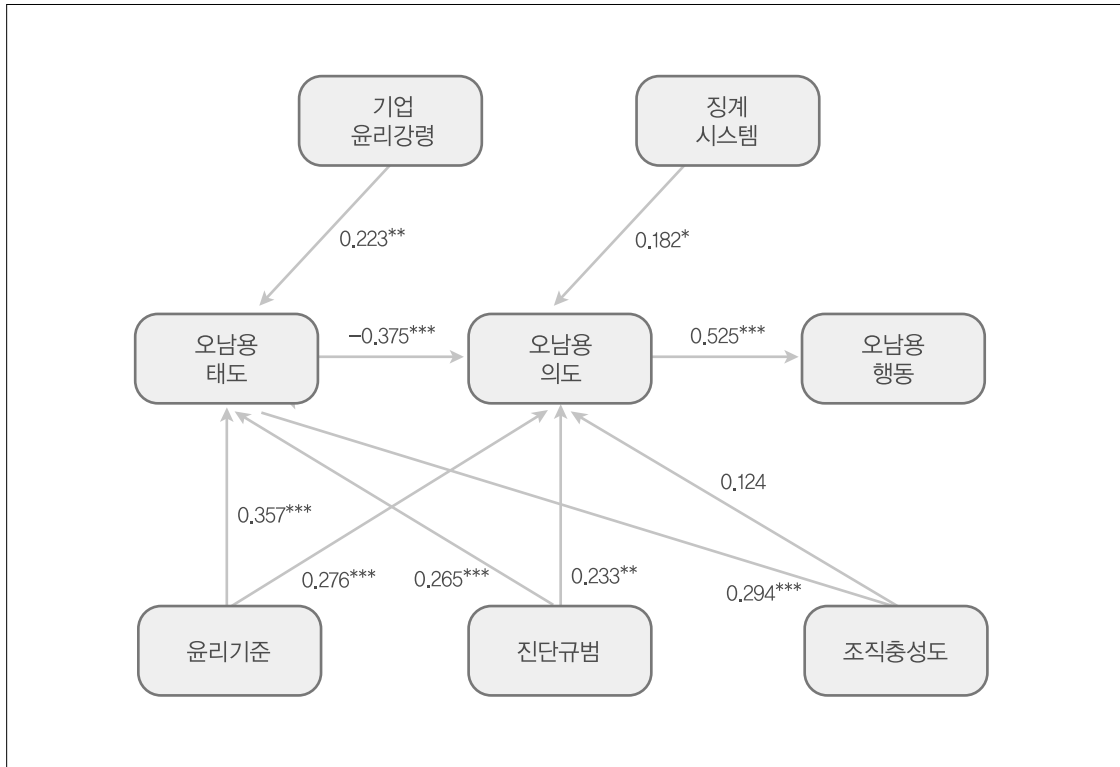 기업
윤리강령
징계
시스템
0.223**
0.182*
오남용
태도
-0.375***
오남용
의도
0.525***
오남용
행동
0.124
0.357***
0.276***
0.265***
0.233**
0.294***
윤리기준
진단규범
조직충성도